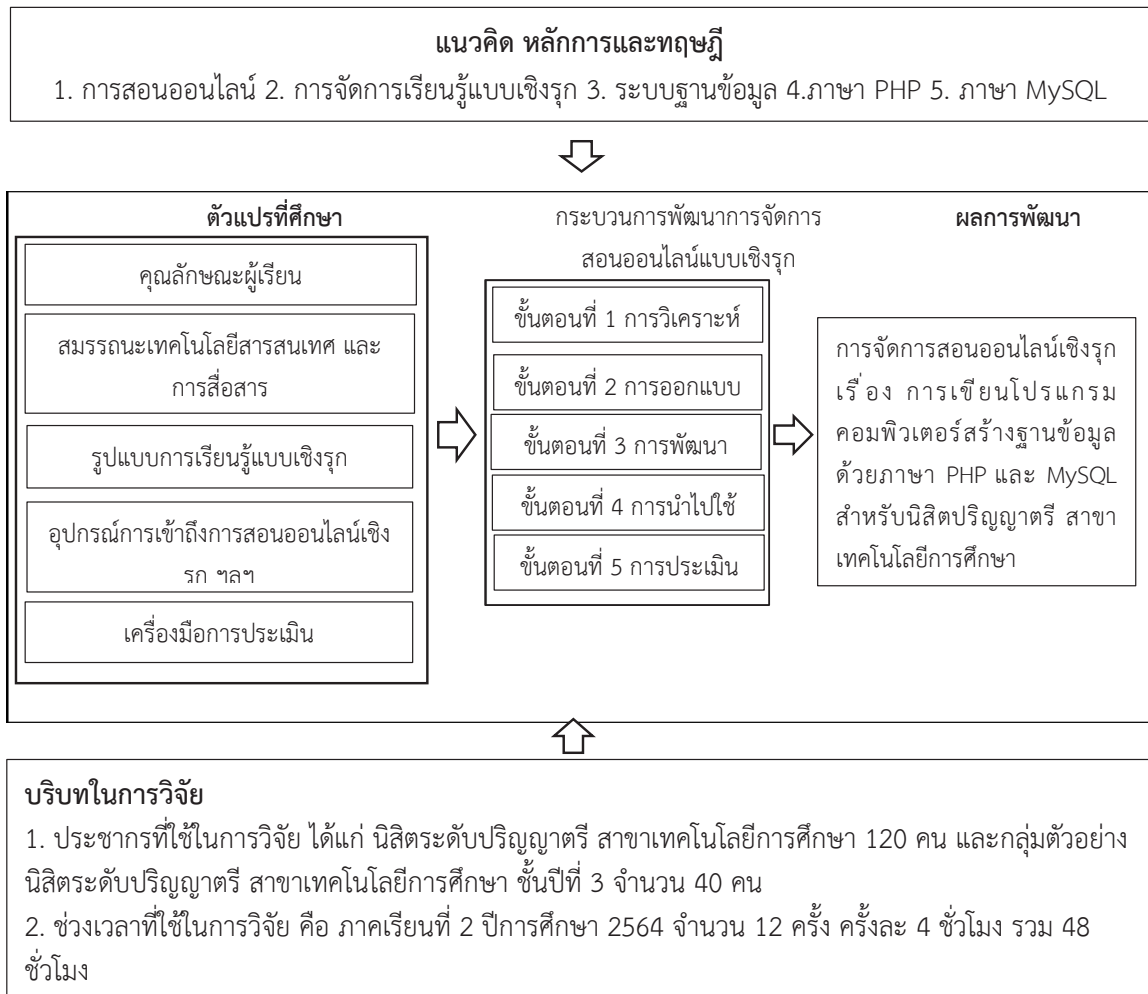 แนวคิด หลักการและทฤษฎี
1. การสอนออนไลน์ 2. การจัดการเรียนรู้แบบเชิงรุก 3. ระบบฐานข้อมูล 4.ภาษา PHP 5. ภาษา MySQL
ตัวแปรที่ศึกษา
คุณลักษณะผู้เรียน
สมรรถนะเทคโนโลยีสารสนเทศ และ
การสื่อสาร
รูปแบบการเรียนรู้แบบเชิงรุก
อุปกรณ์การเข้าถึงการสอนออนไลน์เชิง
รุก ฯลฯ
เครื่องมือการประเมิน
กระบวนการพัฒนาการจัดการ
สอนออนไลน์แบบเชิงรุก
ขั้นตอนที่ 1 การวิเคราะห์
ขั้นตอนที่ 2 การออกแบบ
ขั้นตอนที่ 3 การพัฒนา
ขั้นตอนที่ 4 การนำไปใช้
ขั้นตอนที่ 5 การประเมิน
ผลการพัฒนา
การจัดการสอนออนไลน์เชิงรุก
เรื่อง การเขียนโปรแกรม
คอมพิวเตอร์สร้างฐานข้อมูล
ด้วยภาษา PHP และ MySQL
สำหรับนิสิตปริญญาตรี สาขา
เทคโนโลยีการศึกษา
บริบทในการวิจัย
1. ประชากรที่ใช้ในการวิจัย ได้แก่ นิสิตระดับปริญญาตรี สาขาเทคโนโลยีการศึกษา 120 คน และกลุ่มตัวอย่าง
นิสิตระดับปริญญาตรี สาขาเทคโนโลยีการศึกษา ชั้นปีที่ 3 จำนวน 40 คน
2. ช่วงเวลาที่ใช้ในการวิจัย คือ ภาคเรียนที่ 2 ปีการศึกษา 2564 จำนวน 12 ครั้ง ครั้งละ 4 ชั่วโมง รวม 48
ชั่วโมง